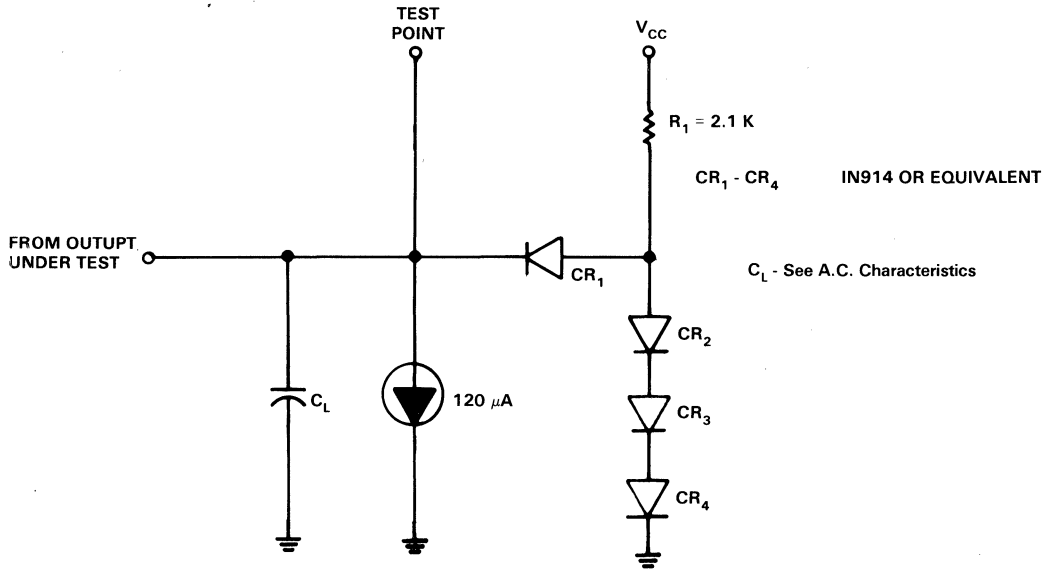 TEST
POINT
V_CC
R_1 = 2.1 K
CR_1 - CR_4 IN914 OR EQUIVALENT
FROM OUTUPT
UNDER TEST
CR_1
C_L - See A.C. Characteristics
CR_2
C_L
120 μA
CR_3
CR_4